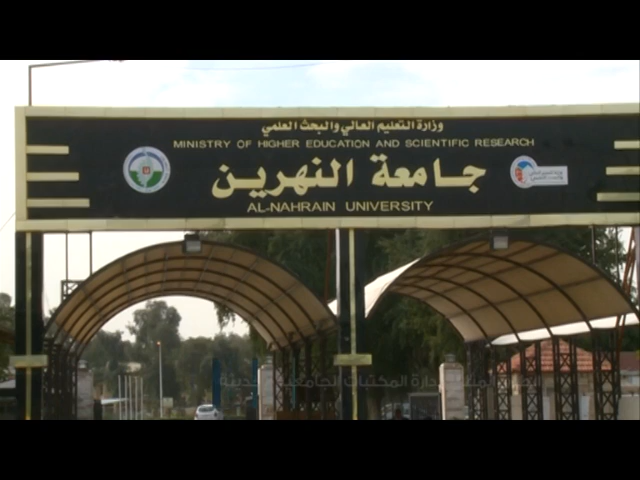 وزارة التعليم العالي والبحث العلمي
MINISTRY OF HIGHER EDUCATION AND SCIENTIFIC RESEARCH
جامعة النهرين
AL-NAHRAIN UNIVERSITY